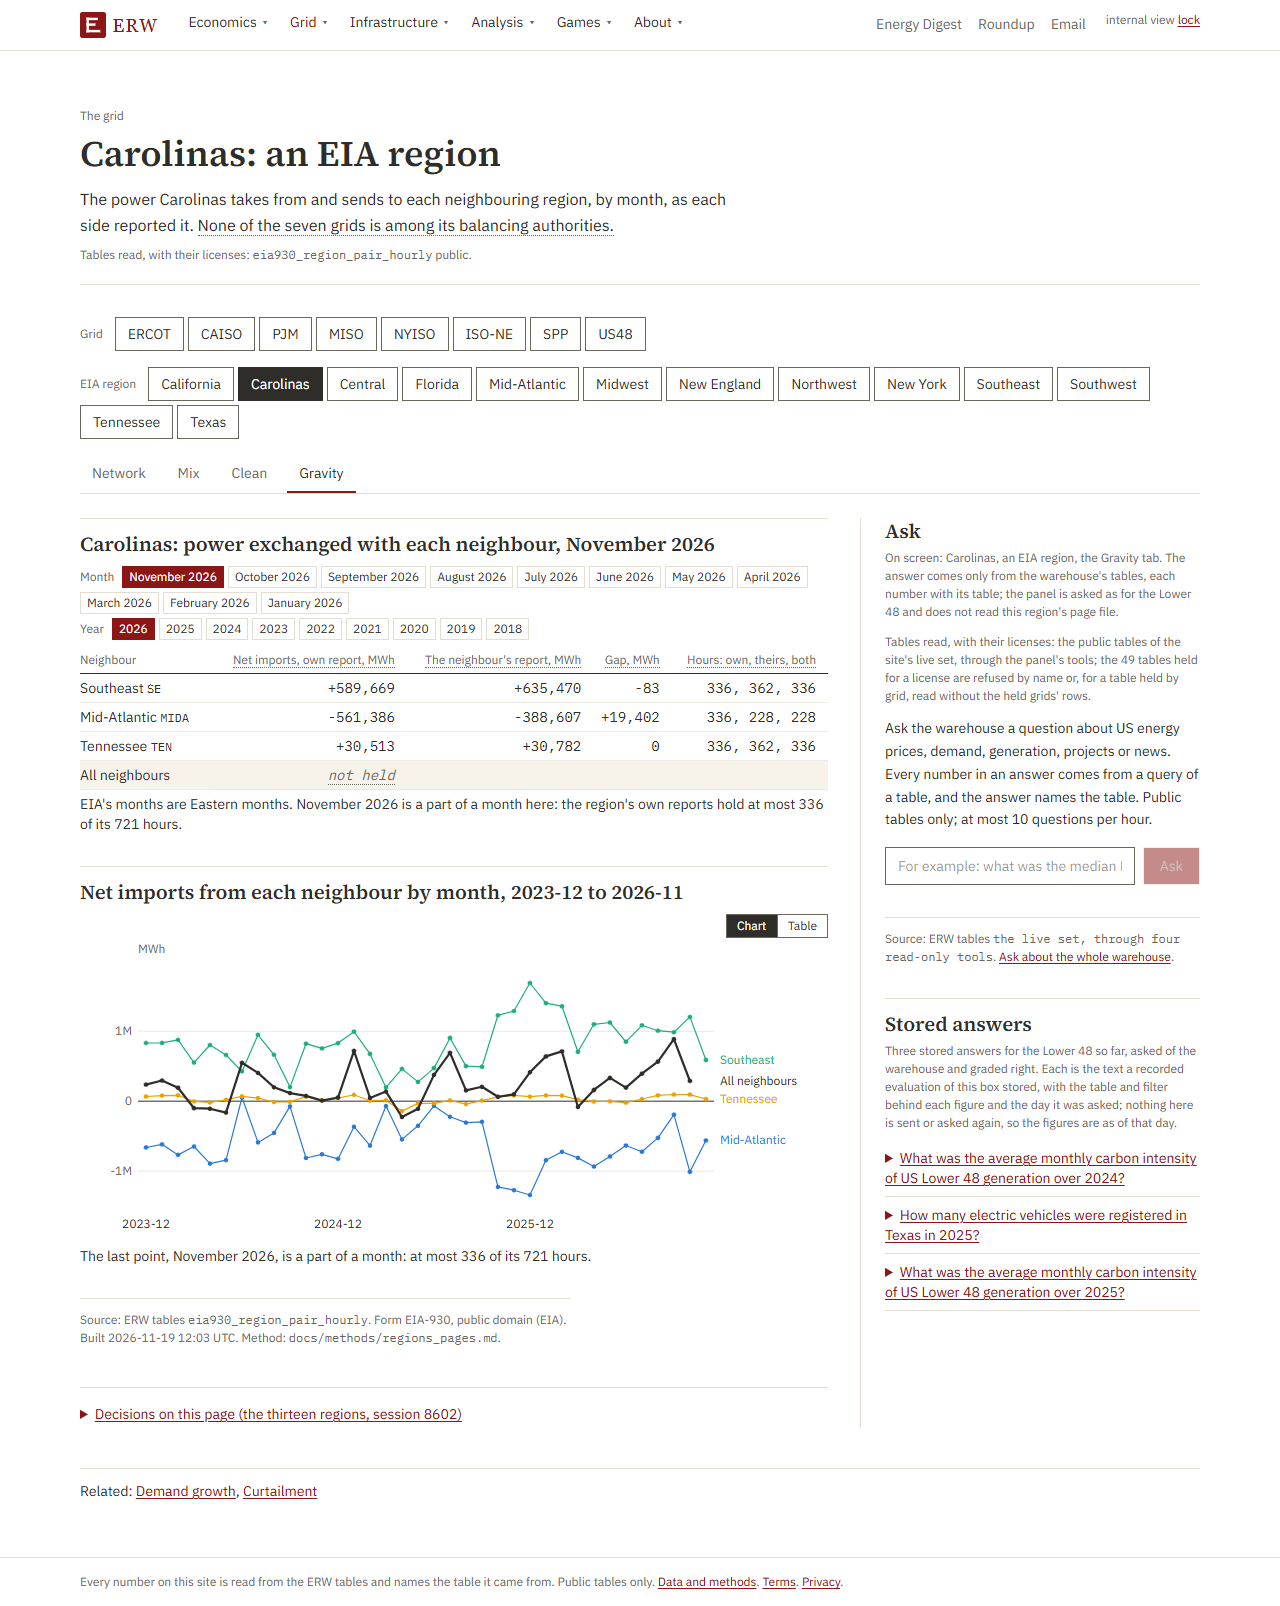 ERW Economics Grid Infrastructure Analysis Games About Energy Digest Roundup Email internal view lock
The grid
Carolinas: an EIA region
The power Carolinas takes from and sends to each neighbouring region, by month, as each
side reported it. None of the seven grids is among its balancing authorities.
Tables read, with their licenses: eia930_region_pair_hourly public.
Grid ERCOT CAISO PJM MISO NYISO ISO-NE SPP US48
EIA region California Carolinas Central Florida Mid-Atlantic Midwest New England Northwest New York Southeast Southwest
Tennessee Texas
Network Mix Clean Gravity
Carolinas: power exchanged with each neighbour, November 2026
Month November 2026 October 2026 September 2026 August 2026 July 2026 June 2026 May 2026 April 2026
March 2026 February 2026 January 2026
Year 2026 2025 2024 2023 2022 2021 2020 2019 2018
Neighbour Net imports, own report, MWh The neighbour's report, MWh Gap, MWh Hours: own, theirs, both
Southeast SE +589,669 +635,470 -83 336, 362, 336
Mid-Atlantic MIDA -561,386 -388,607 +19,402 336, 228, 228
Tennessee TEN +30,513 +30,782 0 336, 362, 336
All neighbours not held
EIA's months are Eastern months. November 2026 is a part of a month here: the region's own reports hold at most 336
of its 721 hours.
Net imports from each neighbour by month, 2023-12 to 2026-11
Chart Table
MWh
1M
0
-1M
Southeast
All neighbours
Tennessee
Mid-Atlantic
2023-12 2024-12 2025-12
The last point, November 2026, is a part of a month: at most 336 of its 721 hours.
Source: ERW tables eia930_region_pair_hourly. Form EIA-930, public domain (EIA).
Built 2026-11-19 12:03 UTC. Method: docs/methods/regions_pages.md.
Decisions on this page (the thirteen regions, session 8602)
Ask
On screen: Carolinas, an EIA region, the Gravity tab. The
answer comes only from the warehouse's tables, each
number with its table; the panel is asked as for the Lower
48 and does not read this region's page file.
Tables read, with their licenses: the public tables of the
site's live set, through the panel's tools; the 49 tables held
for a license are refused by name or, for a table held by
grid, read without the held grids' rows.
Ask the warehouse a question about US energy
prices, demand, generation, projects or news.
Every number in an answer comes from a query of
a table, and the answer names the table. Public
tables only; at most 10 questions per hour.
For example: what was the median l Ask
Source: ERW tables the live set, through four
read-only tools. Ask about the whole warehouse.
Stored answers
Three stored answers for the Lower 48 so far, asked of the
warehouse and graded right. Each is the text a recorded
evaluation of this box stored, with the table and filter
behind each figure and the day it was asked; nothing here
is sent or asked again, so the figures are as of that day.
What was the average monthly carbon intensity
of US Lower 48 generation over 2024?
How many electric vehicles were registered in
Texas in 2025?
What was the average monthly carbon intensity
of US Lower 48 generation over 2025?
Related: Demand growth, Curtailment
Every number on this site is read from the ERW tables and names the table it came from. Public tables only. Data and methods. Terms. Privacy.